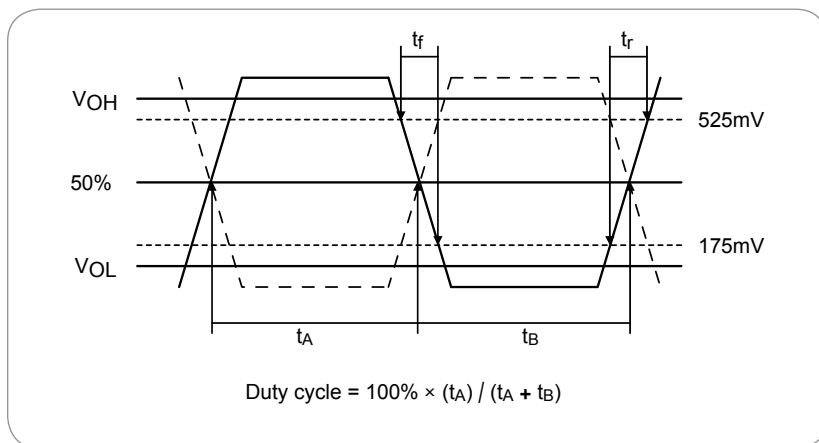 tf
tr
VOH
525mV
50%
175mV
VOL
tA
tB
Duty cycle = 100% × (tA) / (tA + tB)